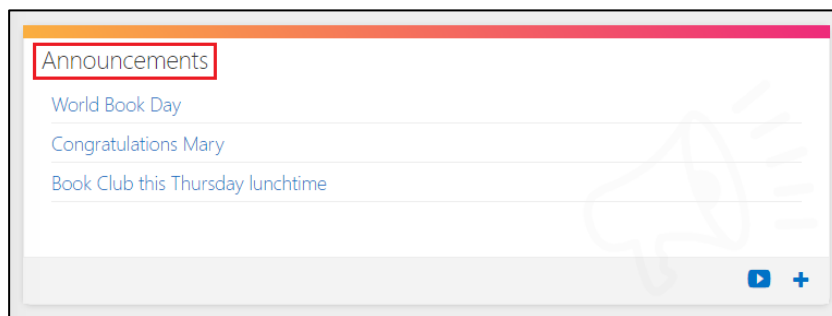 Announcements
World Book Day
Congratulations Mary
Book Club this Thursday lunchtime